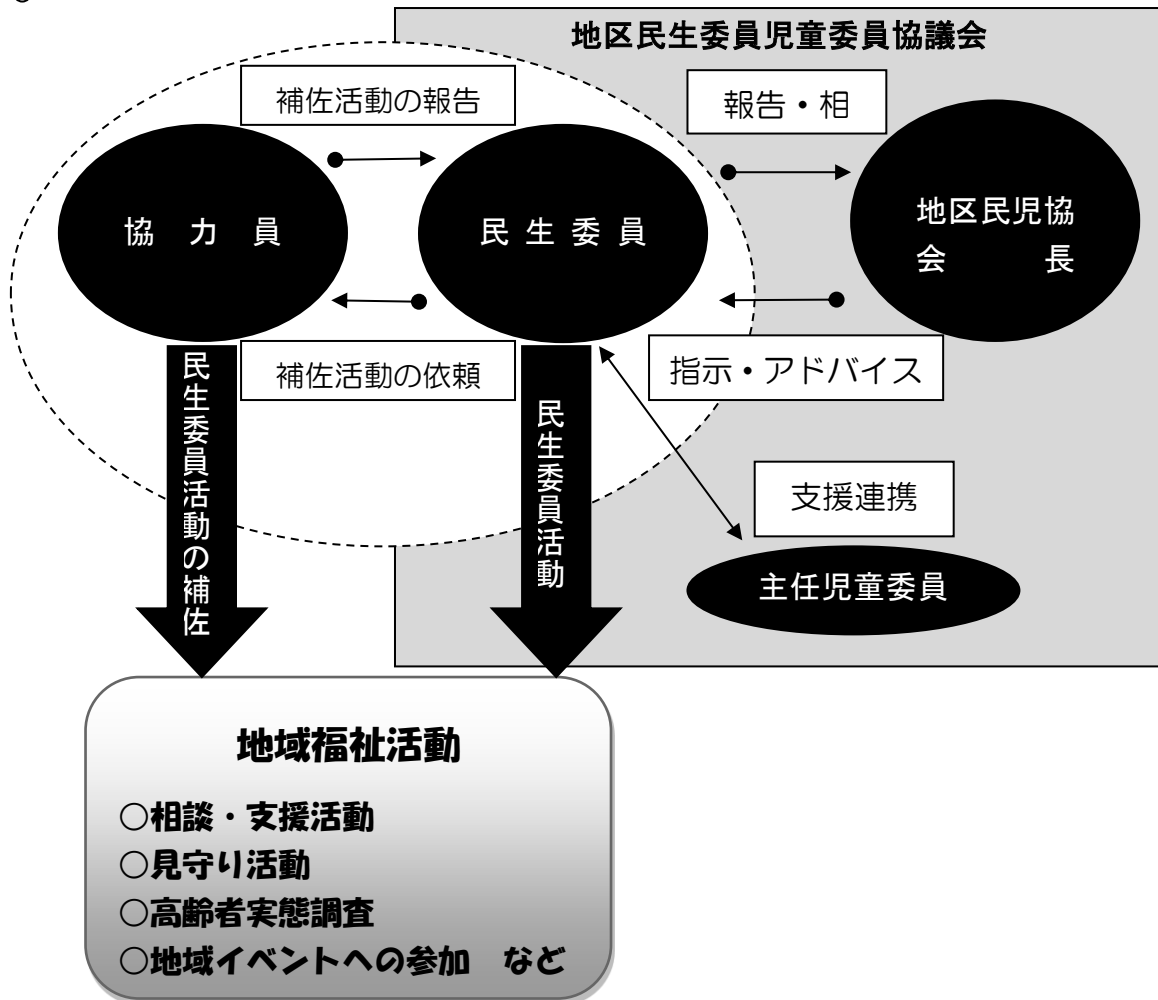 地区民生委員児童委員協議会
補佐活動の報告
報告・相
協力員
民生委員
地区民児協
会長
補佐活動の依頼
指示・アドバイス
民生委員活動の補佐
民生委員活動
支援連携
主任児童委員
地域福祉活動
○相談・支援活動
○見守り活動
○高齢者実態調査
○地域イベントへの参加　など